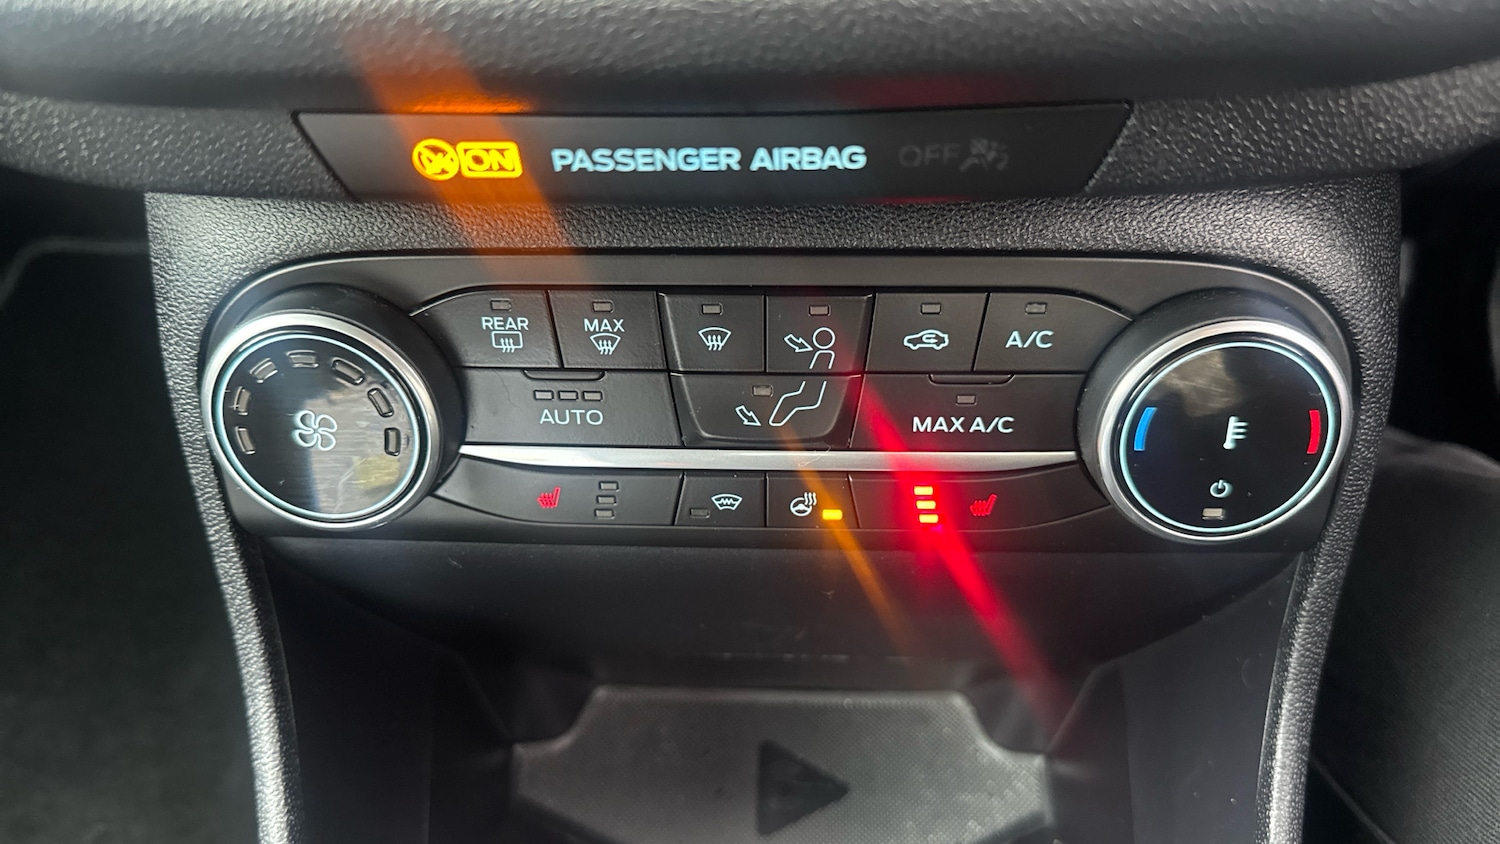 ON PASSENGER AIRBAG OFF
REAR MAX
A/C
AUTO MAX A/C